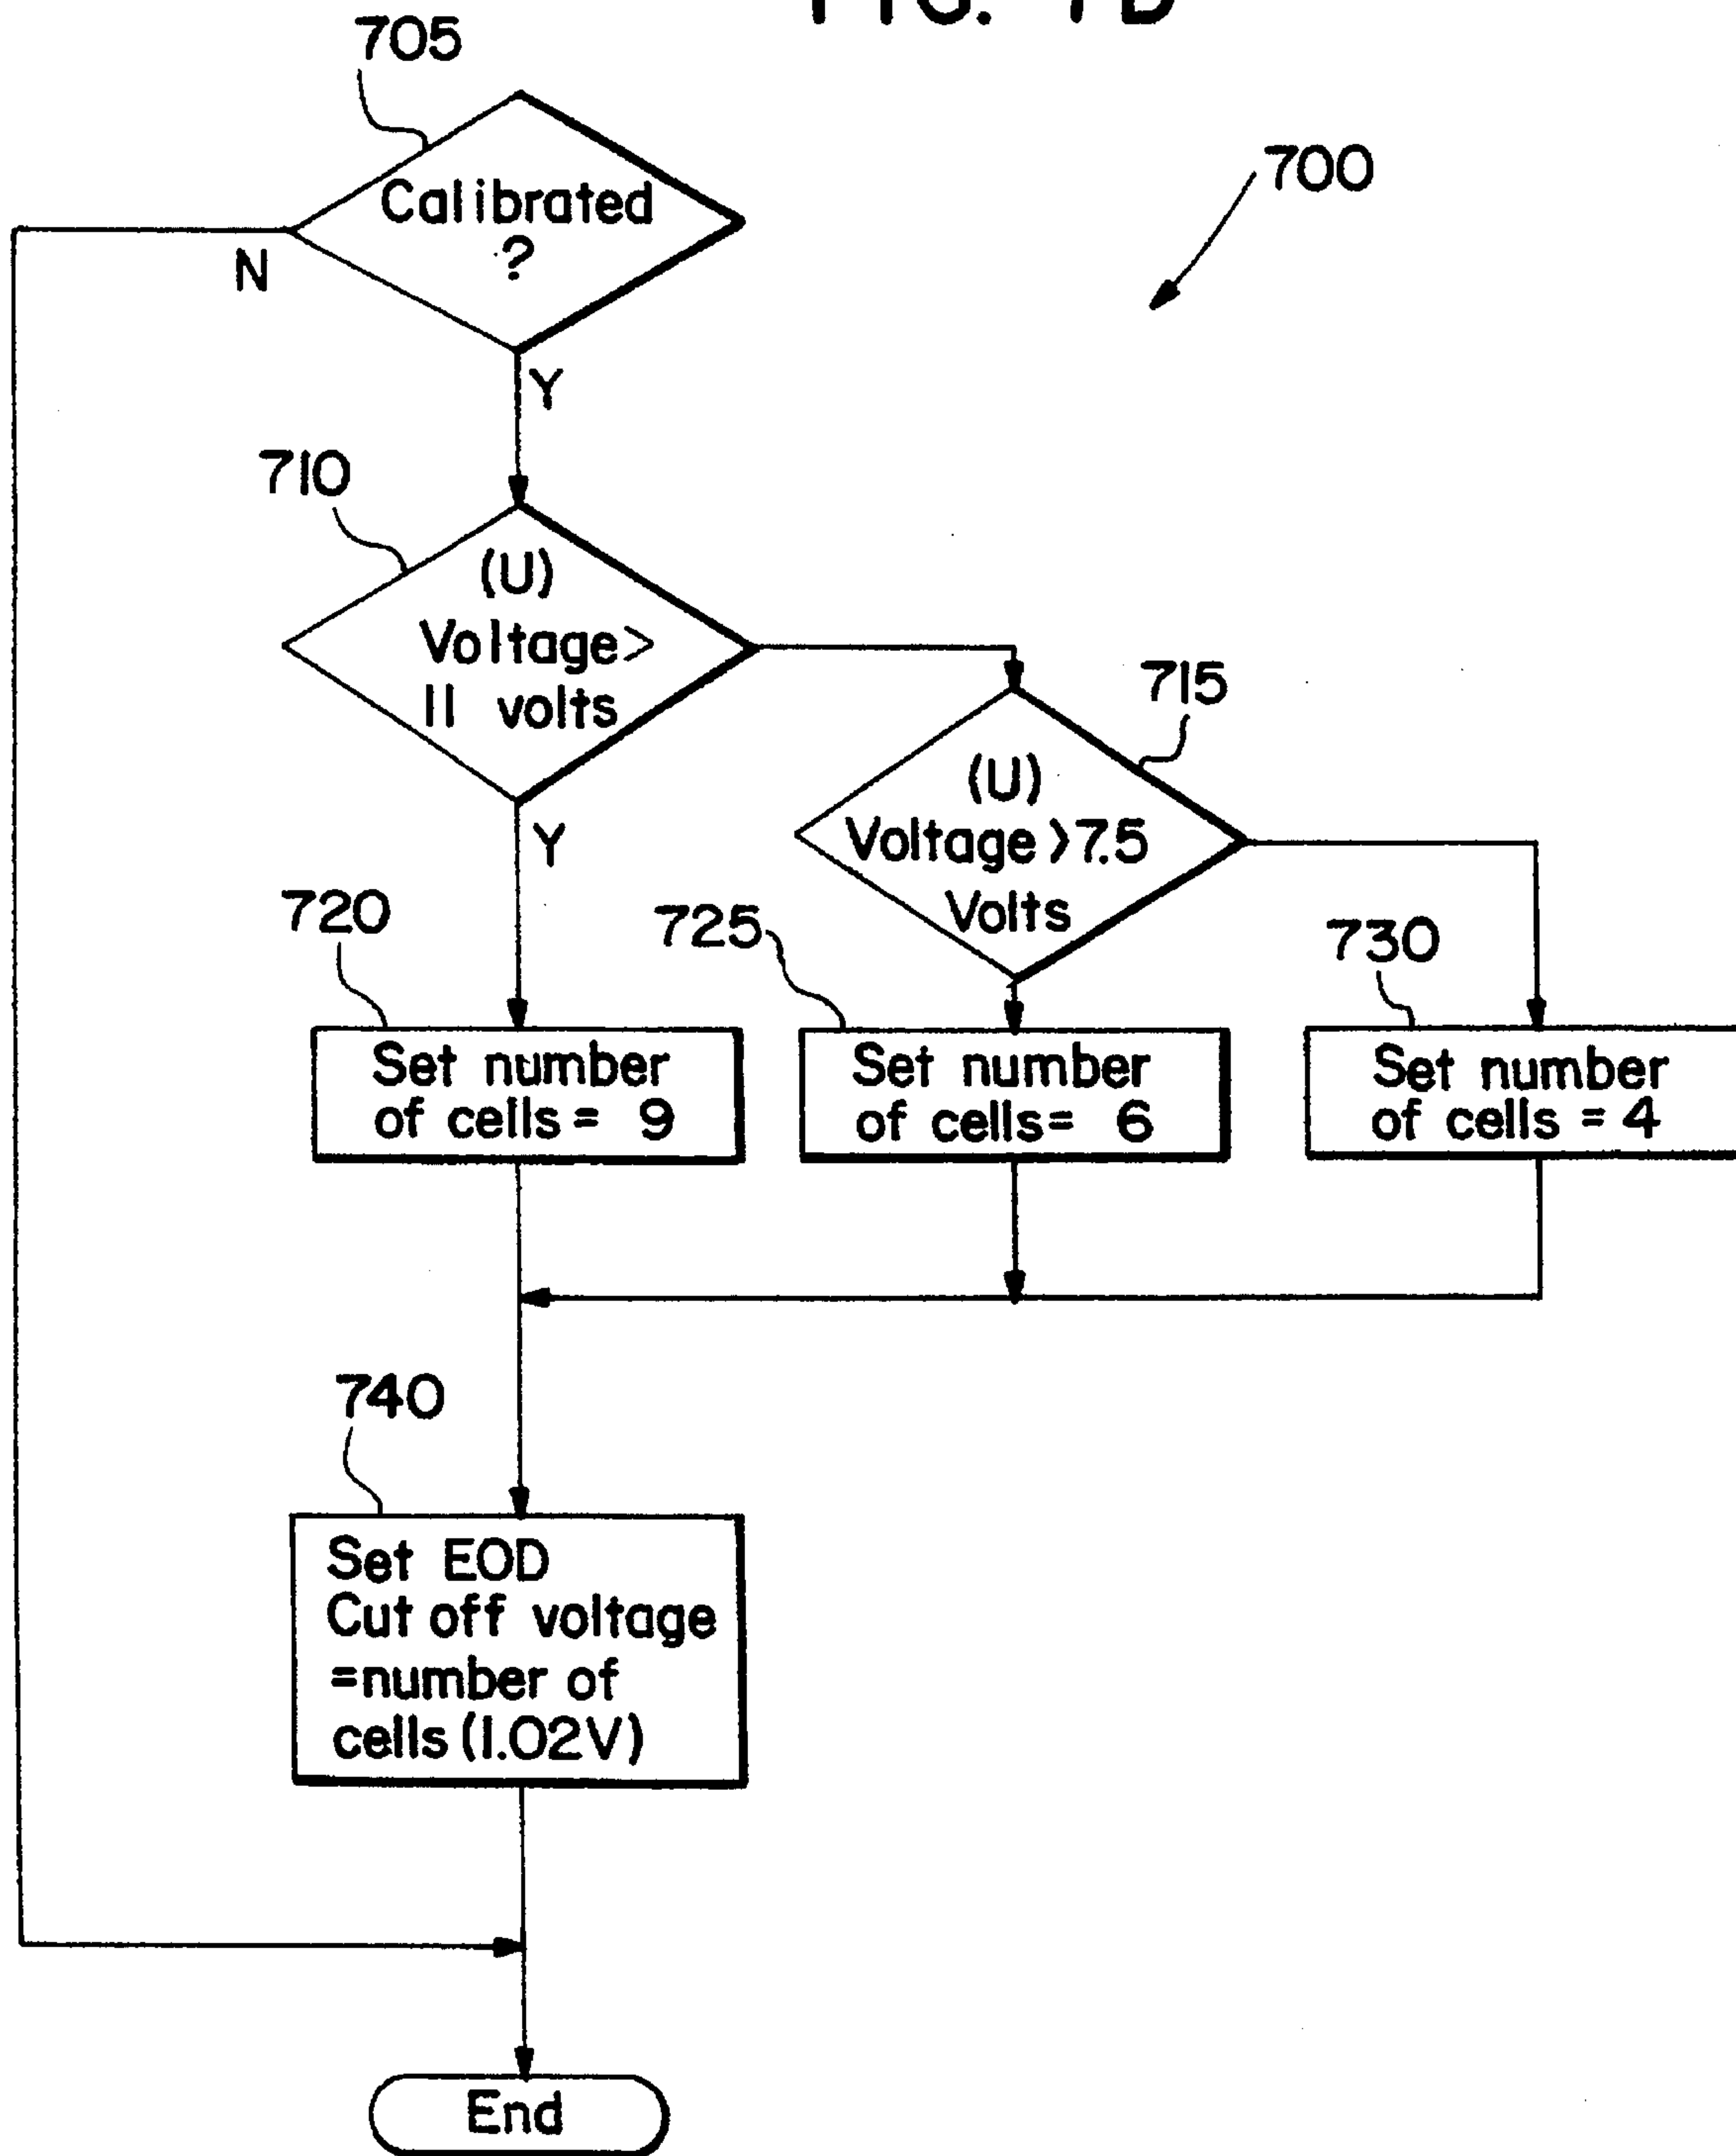 705
Calibrated
?
N
Y
700
710
(U)
Voltage>
11 volts
Y
715
(U)
Voltage >7.5
Volts
720
Set number
of cells = 9
725
Set number
of cells= 6
730
Set number
of cells = 4
740
Set EOD
Cut off voltage
=number of
cells (1.02V)
End